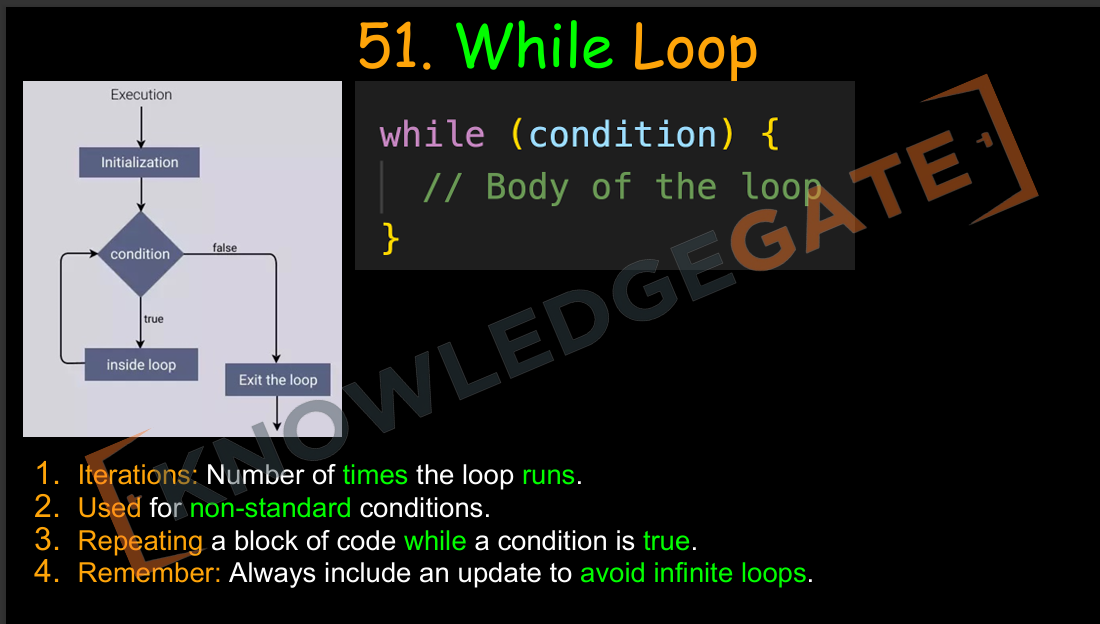 51. While Loop
Execution
Initialization
condition
false
true
inside loop
Exit the loop
while (condition) {
// Body of the loop
}
KNOWLEDGEGATE
1. Iterations: Number of times the loop runs.
2. Used for non-standard conditions.
3. Repeating a block of code while a condition is true.
4. Remember: Always include an update to avoid infinite loops.